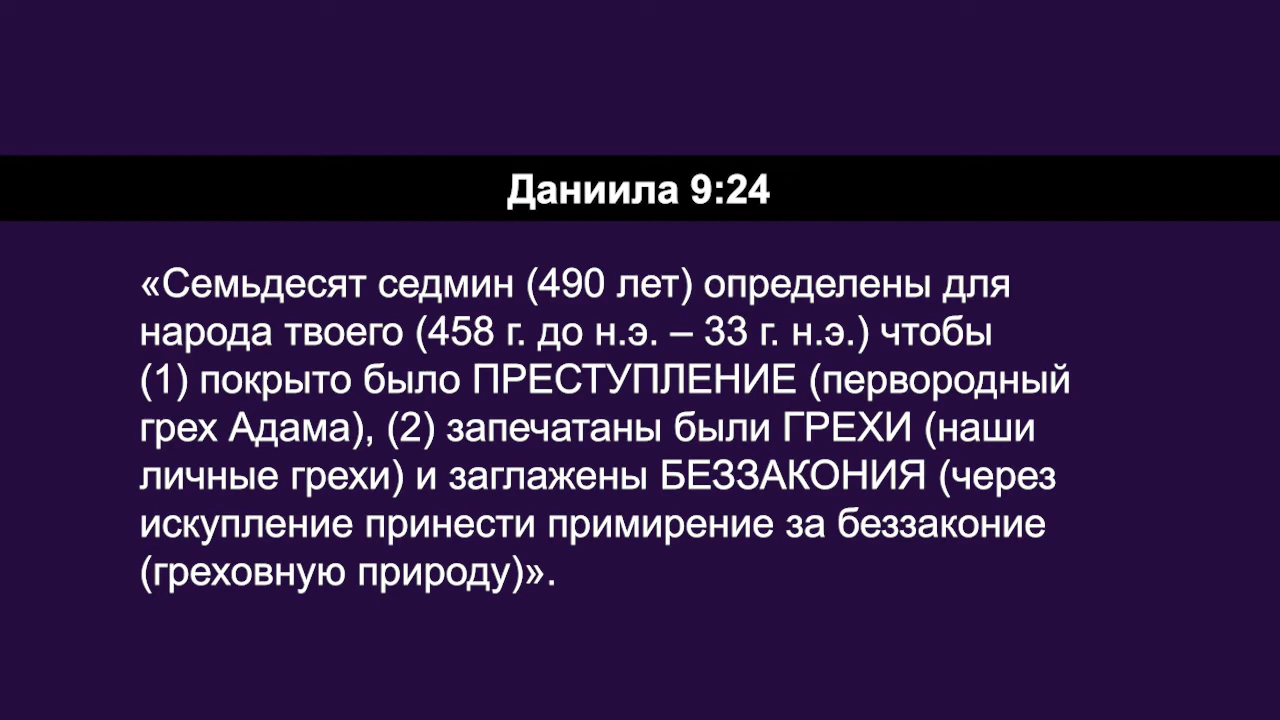 Даниила 9:24
«Семьдесят седмин (490 лет) определены для
народа твоего (458 г. до н.э. – 33 г. н.э.) чтобы
(1) покрыто было ПРЕСТУПЛЕНИЕ (первородный
грех Адама), (2) запечатаны были ГРЕХИ (наши
личные грехи) и заглажены БЕЗЗАКОНИЯ (через
искупление принести примирение за беззаконие
(греховную природу)».